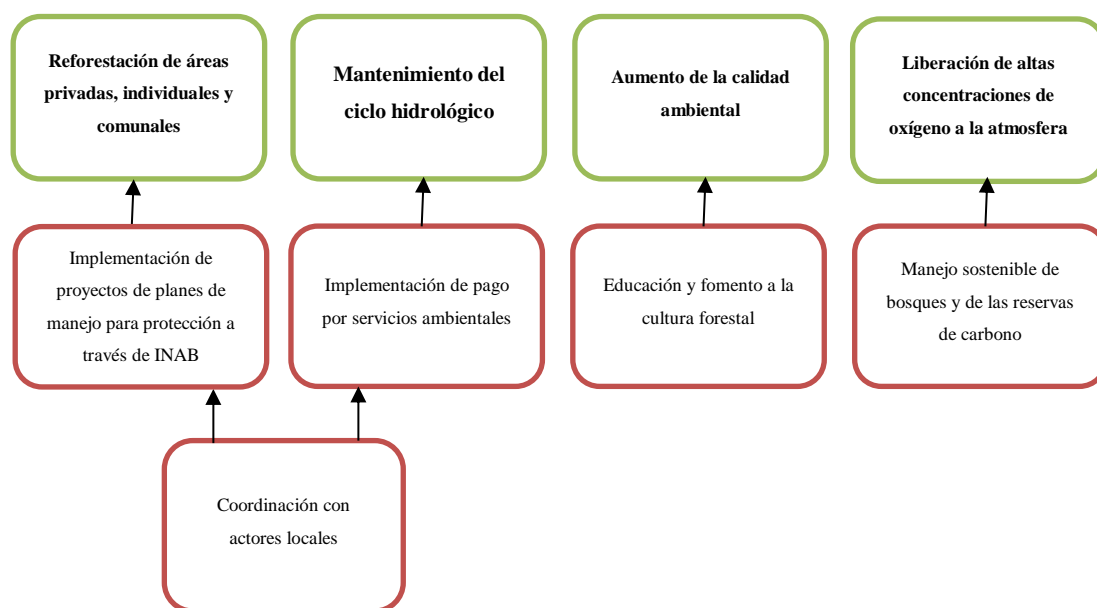 Reforestación de áreas
privadas, individuales y
comunales
Mantenimiento del
ciclo hidrológico
Aumento de la calidad
ambiental
Liberación de altas
concentraciones de
oxígeno a la atmosfera
Implementación de
proyectos de planes de
manejo para protección a
través de INAB
Implementación de pago
por servicios ambientales
Educación y fomento a la
cultura forestal
Manejo sostenible de
bosques y de las reservas
de carbono
Coordinación con
actores locales